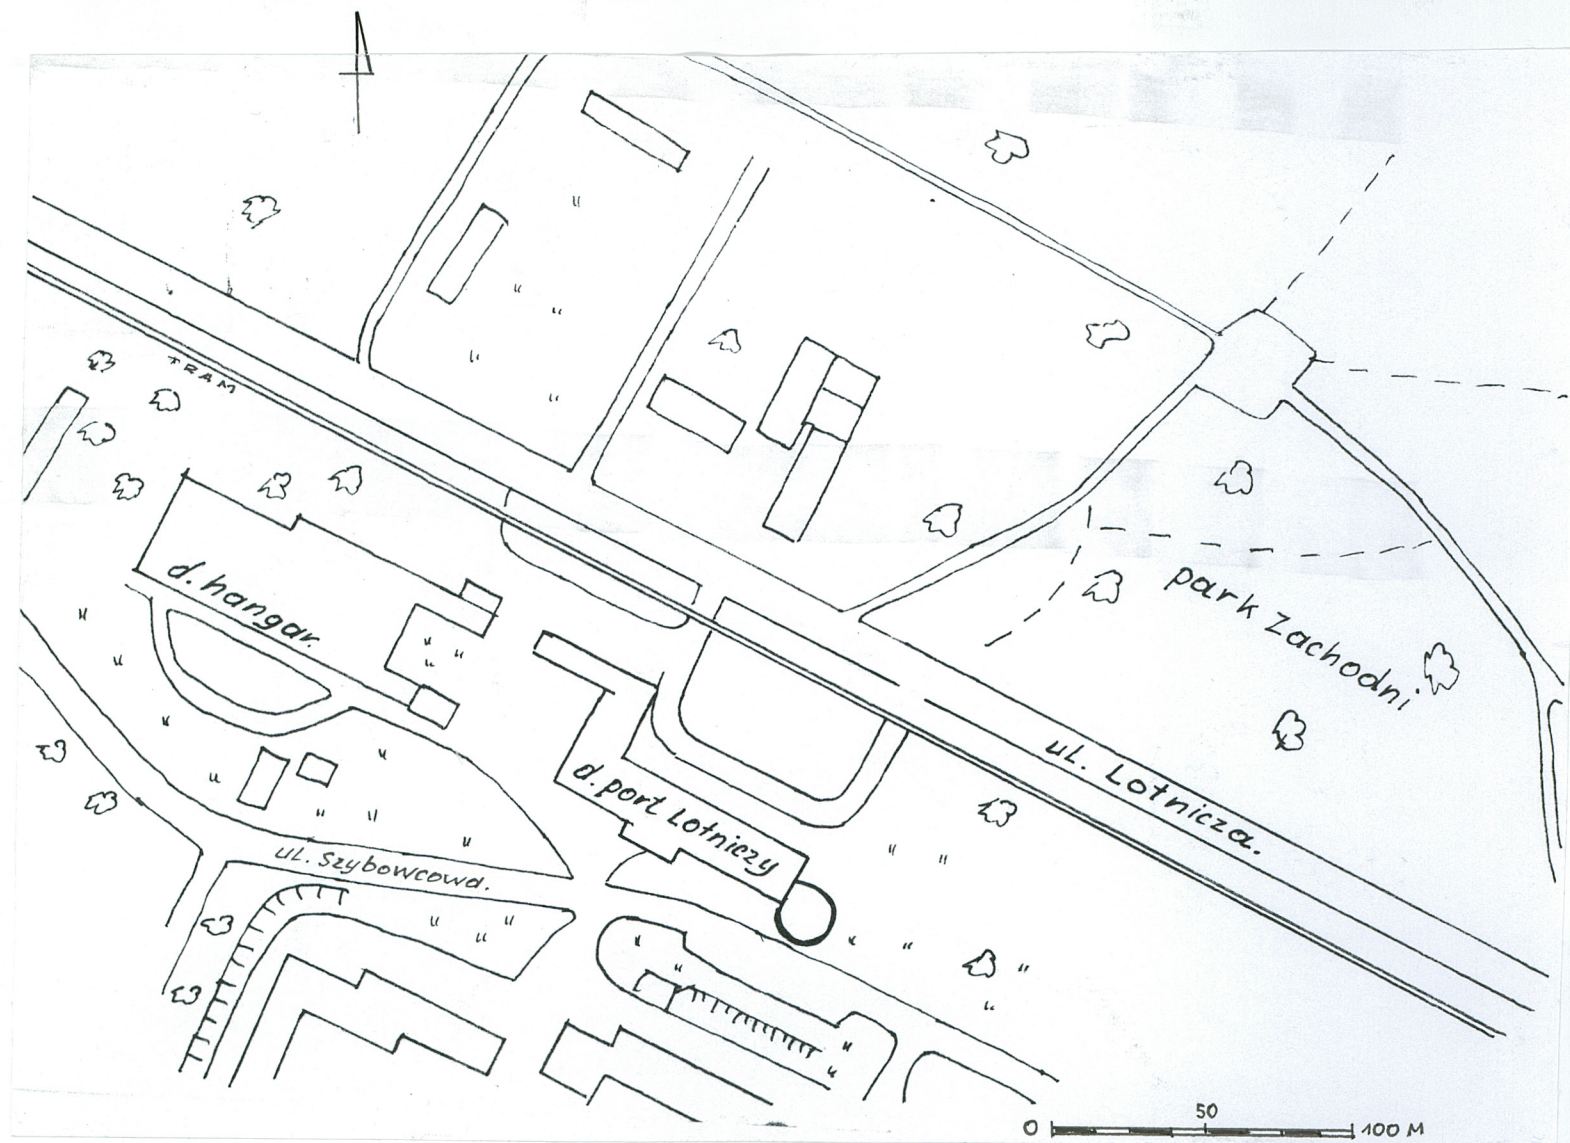 TRAM
d. hangar.
park Zachodni
ul. Lotnicza.
d. port Lotniczy
ul. Szybowcowa.
50
0 100 M